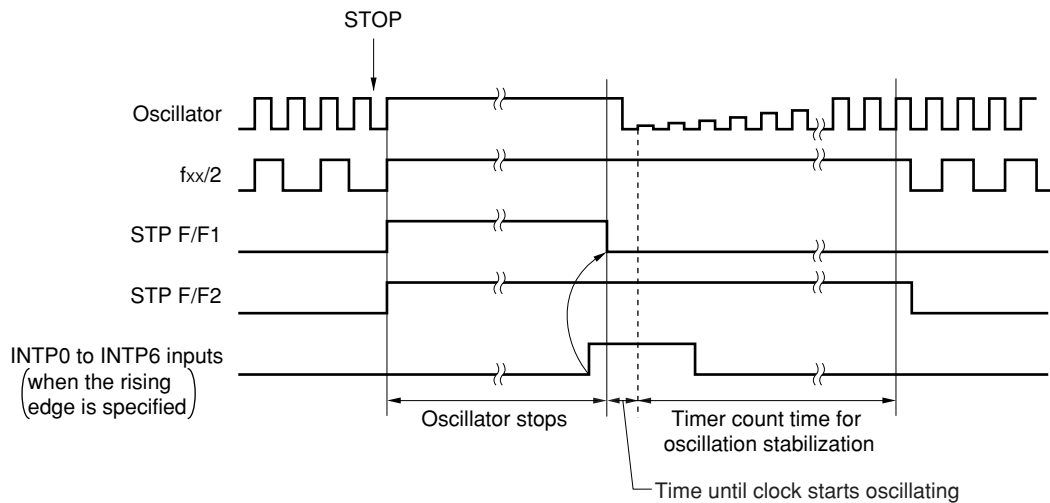 STOP
Oscillator
fxx/2
STP F/F1
STP F/F2
INTP0 to INTP6 inputs
(when the rising
edge is specified)
Oscillator stops
Timer count time for
oscillation stabilization
Time until clock starts oscillating